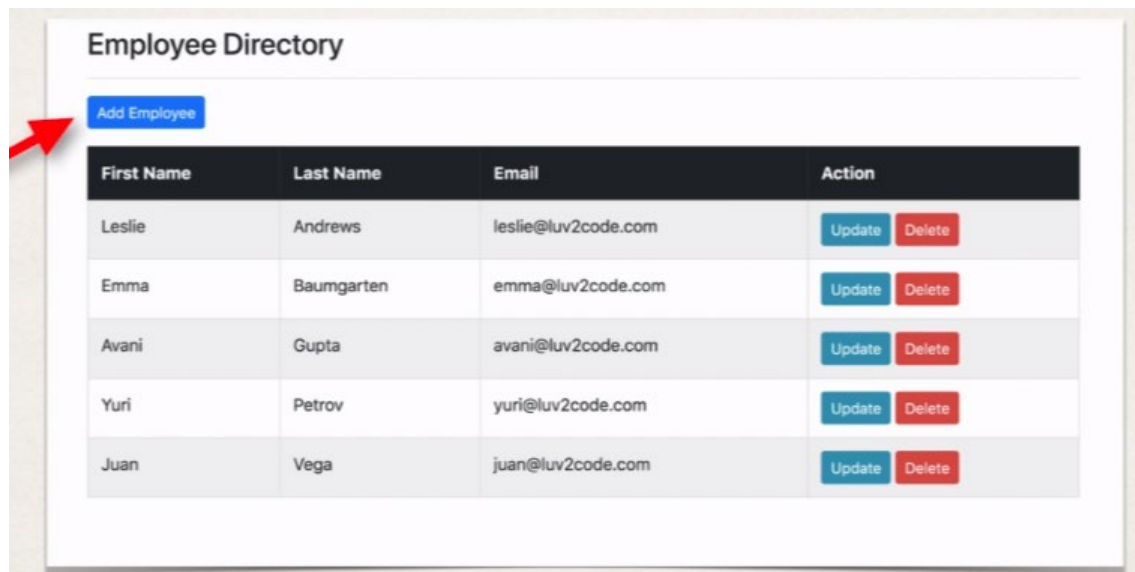 Employee Directory
Add Employee
First Name Last Name Email Action
Leslie Andrews leslie@luv2code.com Update Delete
Emma Baumgarten emma@luv2code.com Update Delete
Avani Gupta avani@luv2code.com Update Delete
Yuri Petrov yuri@luv2code.com Update Delete
Juan Vega juan@luv2code.com Update Delete